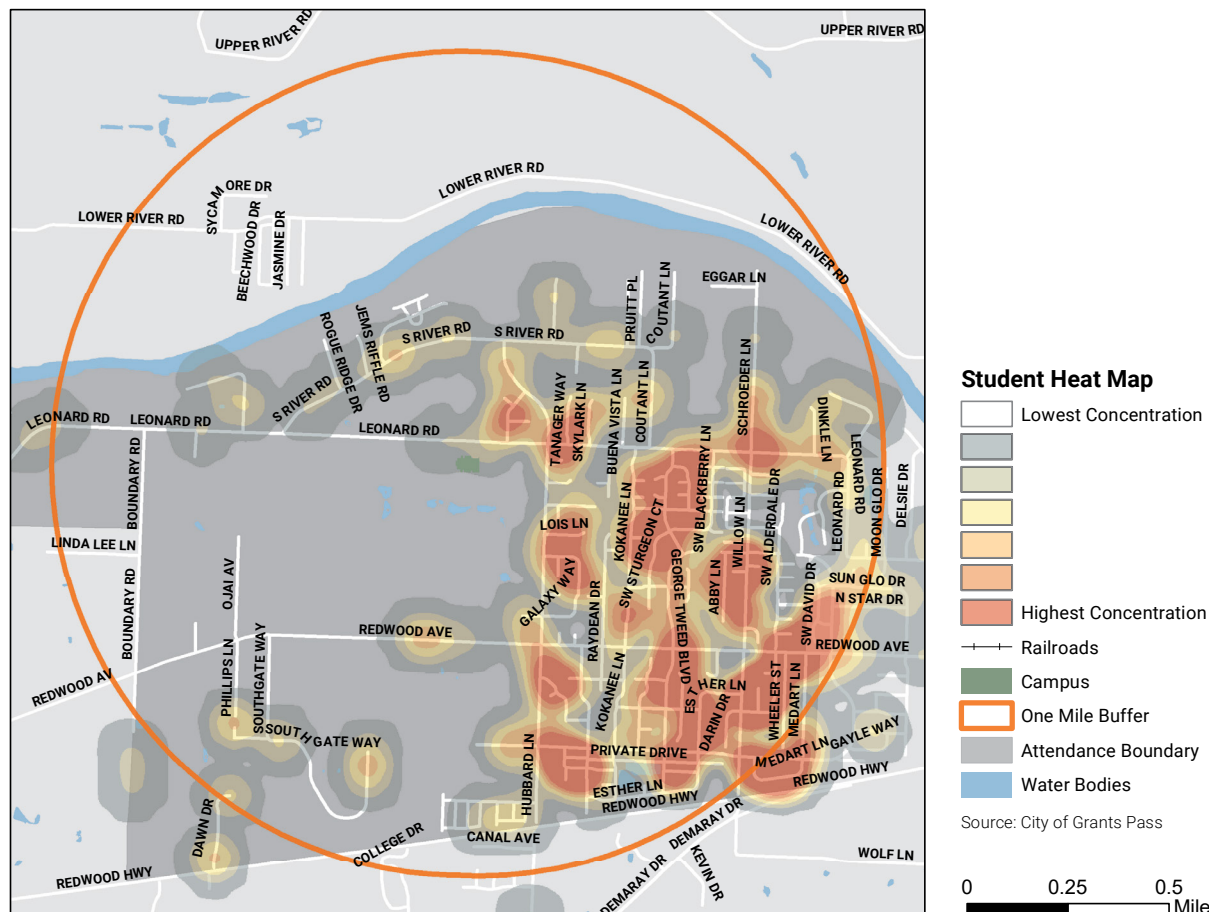 UPPER RIVER RD
UPPER RIVER RD
LOWER RIVER RD
SYCAMORE DR
LOWER RIVER RD
BEECHWOOD DR
JASMINE DR
LOWER RIVER RD
EGGAR LN
PRUITT PL
COUTANT LN
JEMS RIFFLE RD
ROGUE RIDGE DR
S RIVER RD
S RIVER RD
S RIVER RD
SCHROEDER LN
TANAGER WAY
SKYLARK LN
BUENA VISTA LN
COUTANT LN
DINKLE LN
LEONARD RD
LEONARD RD
LEONARD RD
LEONARD RD
LEONARD RD
MOON GLO DR
DELSIE DR
BOUNDARY RD
SW BLACKBERRY LN
KOKANEE LN
SW STURGEON CT
WILLOW LN
SW ALDERDALE DR
LOIS LN
LINDA LEE LN
OJAI AV
BOUNDARY RD
GALAXY WAY
GEORGE TWEED BLVD
ABBY LN
SUN GLO DR
N STAR DR
SW DAVID DR
REDWOOD AVE
RAYDEAN DR
REDWOOD AVE
REDWOOD AV
PHILLIPS LN
SOUTHGATE WAY
SOUTHGATE WAY
KOKANEE LN
ESTHER LN
DARIN DR
WHEELER ST
MEDART LN
HUBBARD LN
PRIVATE DRIVE
MEDART LN
GAYLE WAY
REDWOOD HWY
ESTHER LN
REDWOOD HWY
DAWN DR
CANAL AVE
COLLEGE DR
DEMARAY DR
DEMARAY DR
KEVIN DR
WOLF LN
REDWOOD HWY
Student Heat Map
Lowest Concentration
Highest Concentration
Railroads
Campus
One Mile Buffer
Attendance Boundary
Water Bodies
Source: City of Grants Pass
0 0.25 0.5
Mile